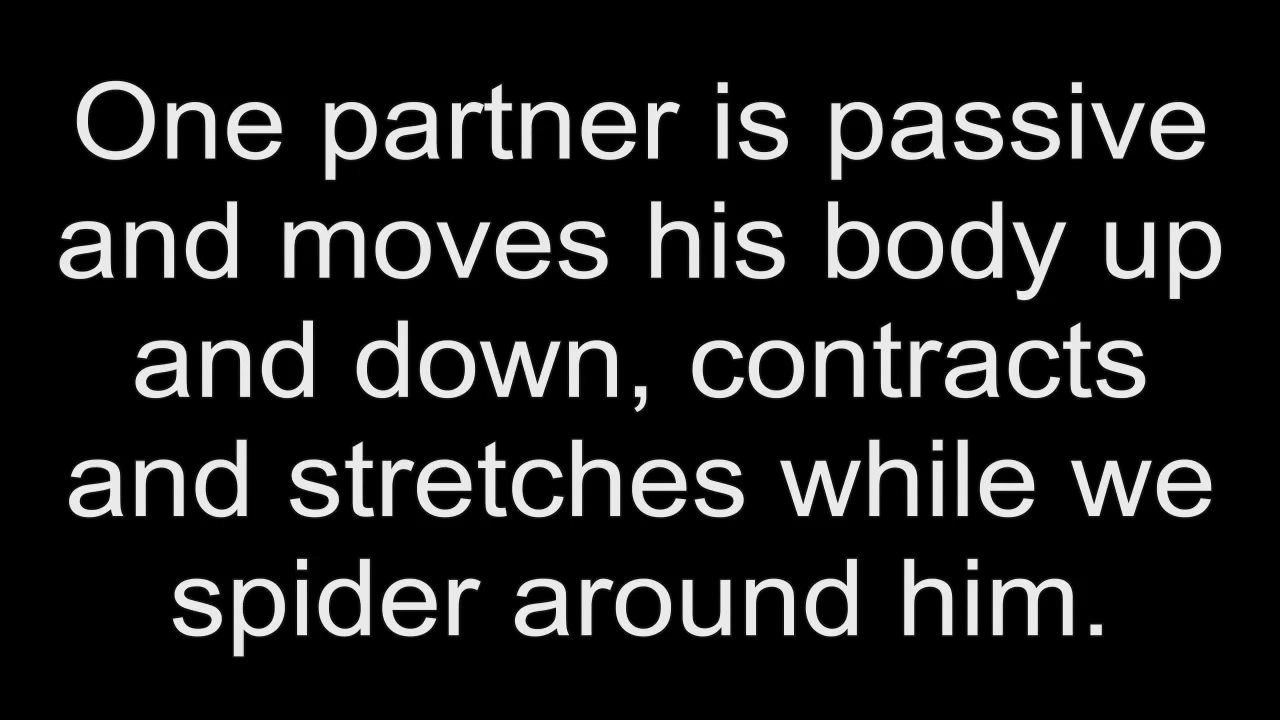 One partner is passive
and moves his body up
and down, contracts
and stretches while we
spider around him.